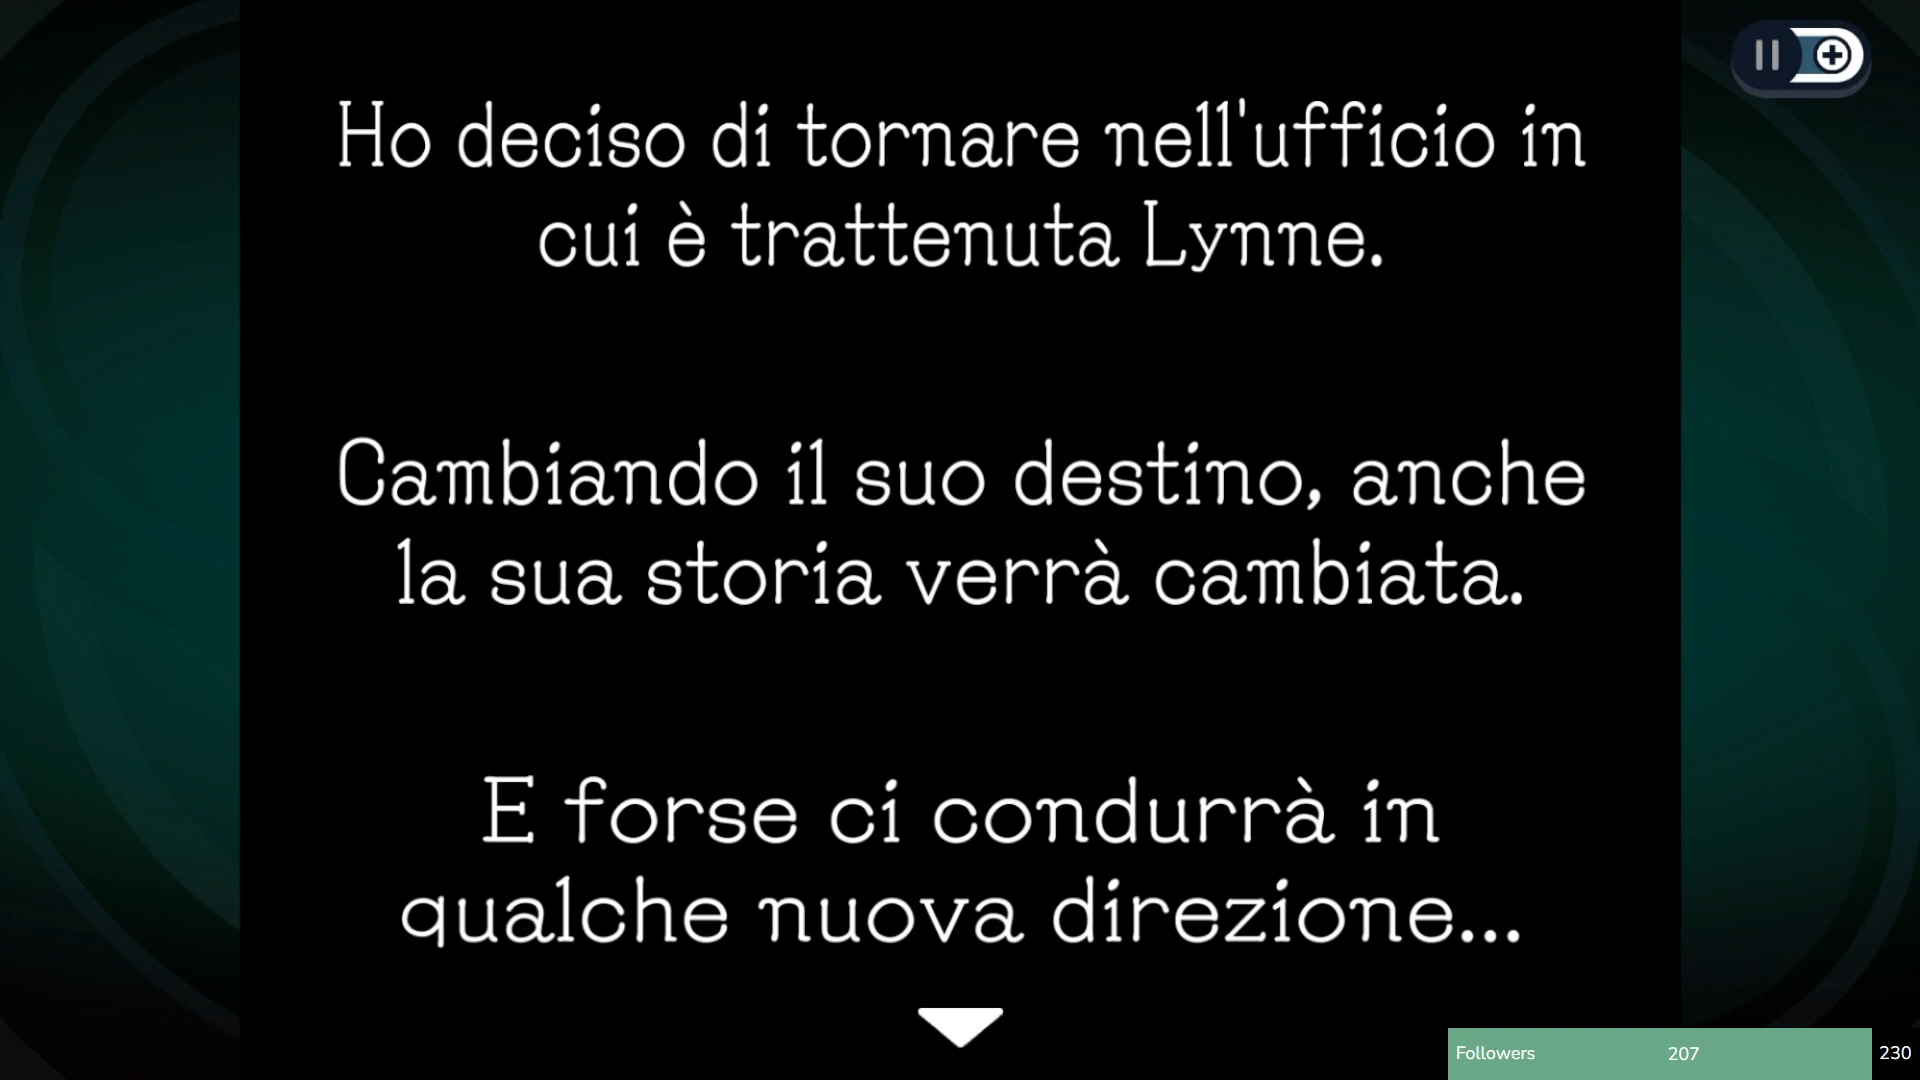 Ho deciso di tornare nell'ufficio in
cui è trattenuta Lynne.
Cambiando il suo destino, anche
la sua storia verrà cambiata.
E forse ci condurrà in
qualche nuova direzione...
Followers 207 230